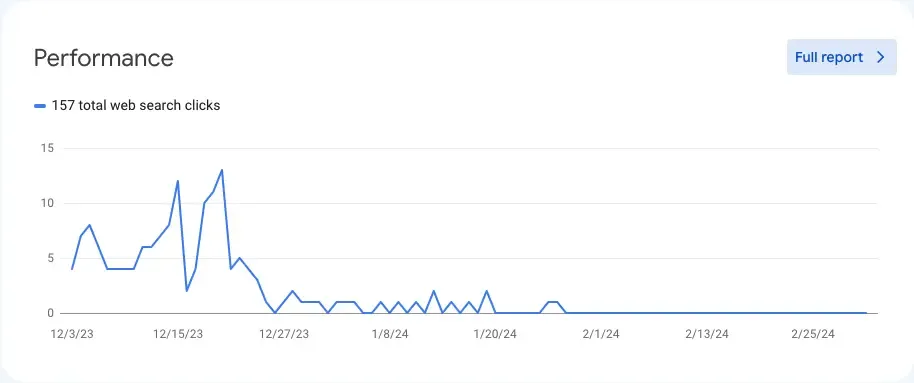 Performance
Full report
157 total web search clicks
15
10
5
0
12/3/23 12/15/23 12/27/23 1/8/24 1/20/24 2/1/24 2/13/24 2/25/24